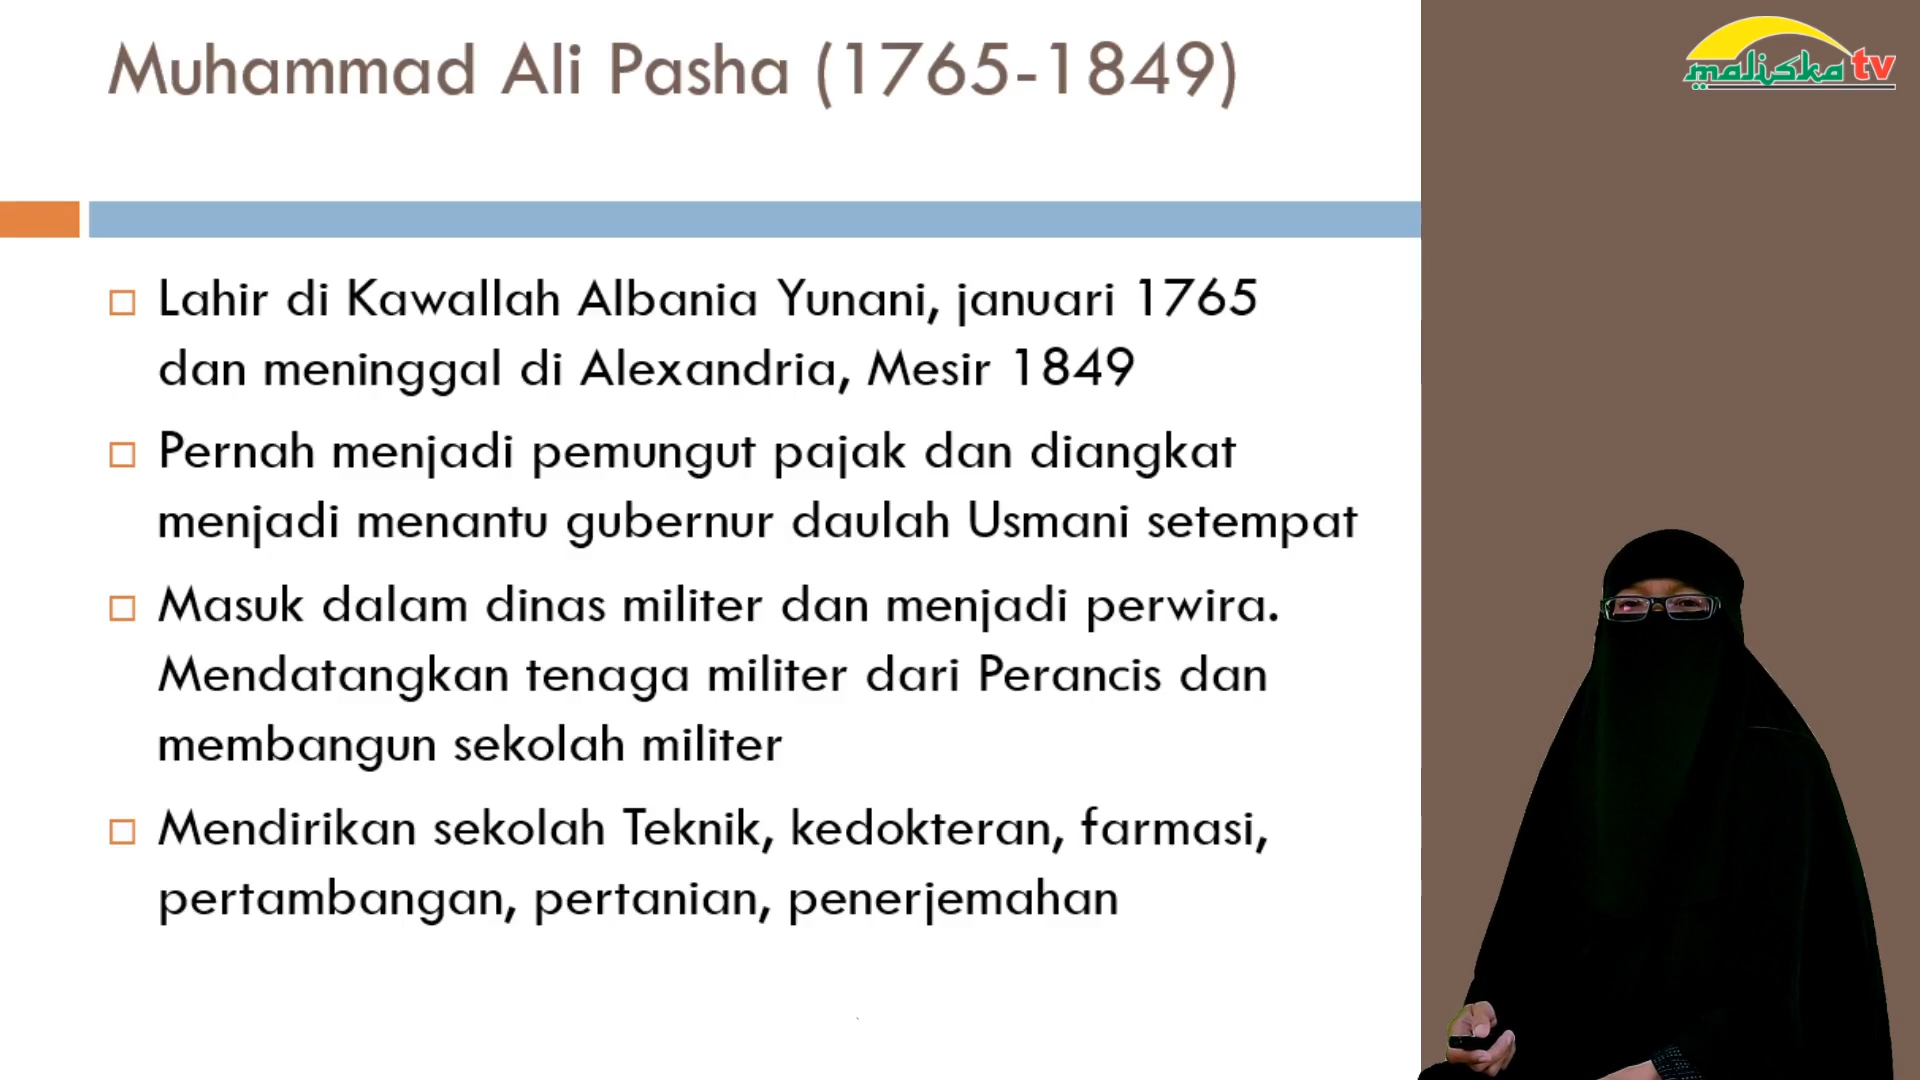 Muhammad Ali Pasha (1765-1849)
maliska tv
Lahir di Kawallah Albania Yunani, januari 1765
dan meninggal di Alexandria, Mesir 1849
Pernah menjadi pemungut pajak dan diangkat
menjadi menantu gubernur daulah Usmani setempat
Masuk dalam dinas militer dan menjadi perwira.
Mendatangkan tenaga militer dari Perancis dan
membangun sekolah militer
Mendirikan sekolah Teknik, kedokteran, farmasi,
pertambangan, pertanian, penerjemahan